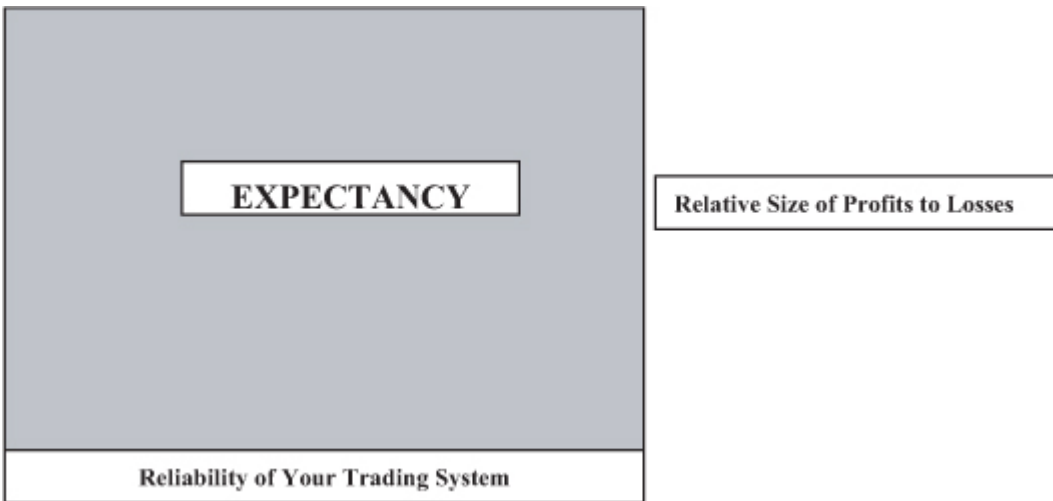 EXPECTANCY
Relative Size of Profits to Losses
Reliability of Your Trading System